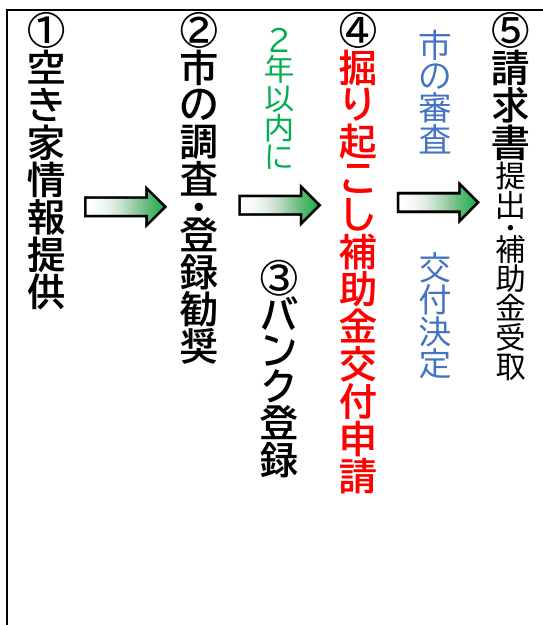 ①空き家情報提供
②市の調査・登録勧奨
２年以内に
③バンク登録
④掘り起こし補助金交付申請
市の審査
交付決定
⑤請求書提出・補助金受取